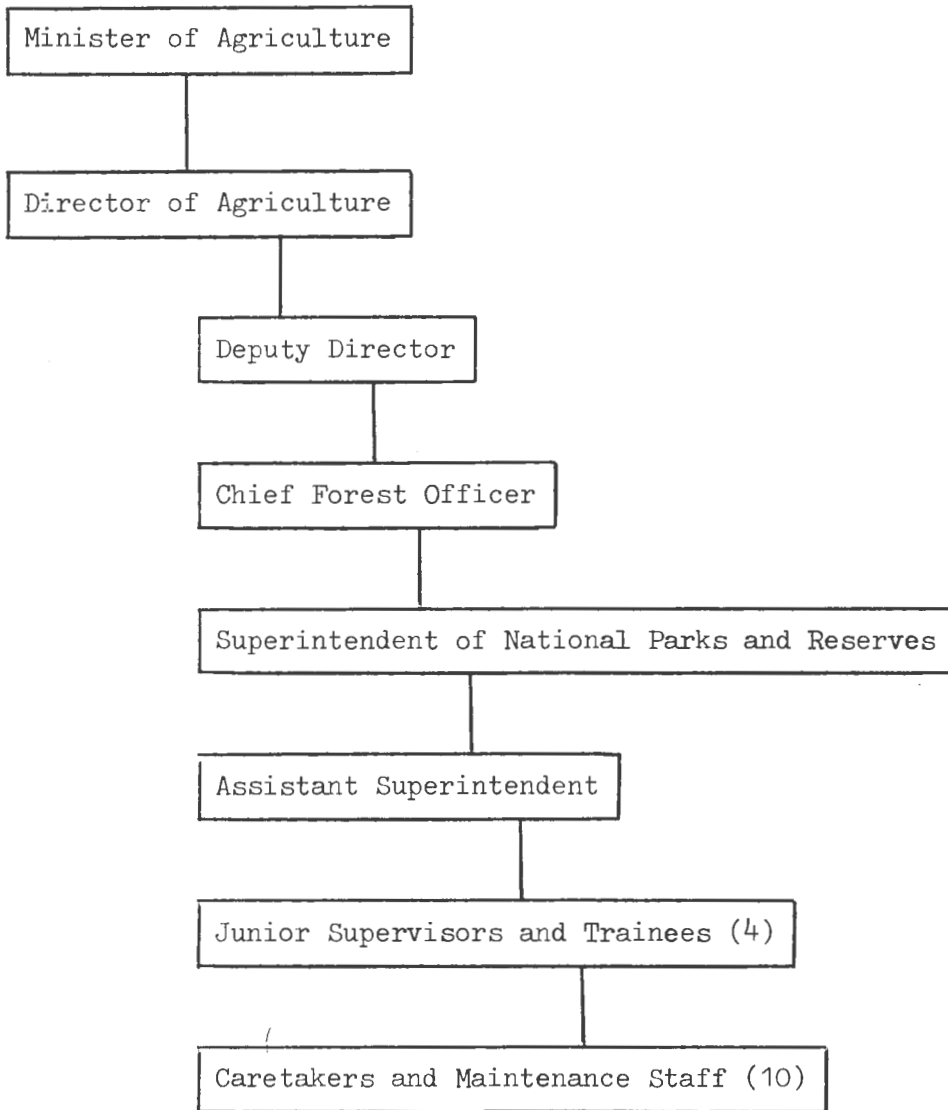 Minister of Agriculture
Director of Agriculture
Deputy Director
Chief Forest Officer
Superintendent of National Parks and Reserves
Assistant Superintendent
Junior Supervisors and Trainees (4)
Caretakers and Maintenance Staff (10)